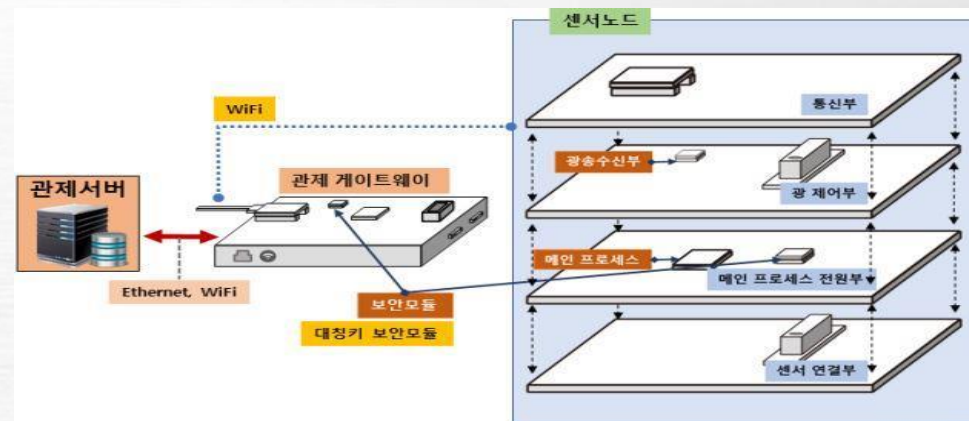 센서노드
WiFi
통신부
광송수신부
광 제어부
관제 게이트웨이
관제서버
메인 프로세스
메인 프로세스 전원부
Ethernet, WiFi
보안모듈
대칭키 보안모듈
센서 연결부